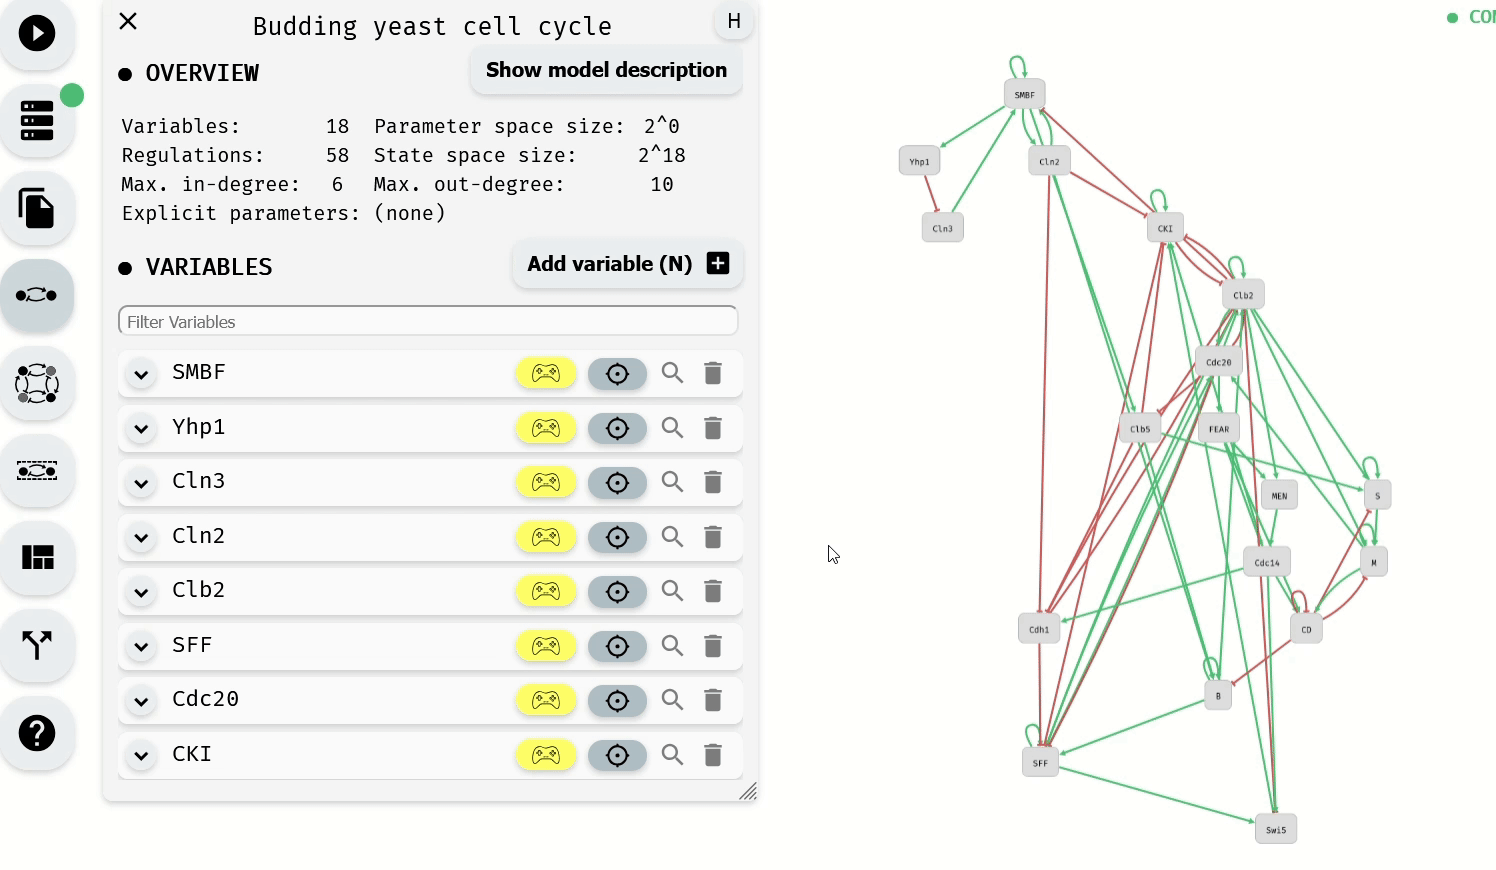 Budding yeast cell cycle
H
● OVERVIEW
Show model description
Variables: 18 Parameter space size: 2^0
Regulations: 58 State space size: 2^18
Max. in-degree: 6 Max. out-degree: 10
Explicit parameters: (none)
● VARIABLES
Add variable (N)
Filter Variables
SMBF
Yhp1
Cln3
Cln2
Clb2
SFF
Cdc20
CKI
SMBF
Yhp1
Cln2
Cln3
CKI
Clb2
Cdc20
Clb5
FEAR
MEN
S
Cdc14
M
Cdh1
CD
B
SFF
Swi5